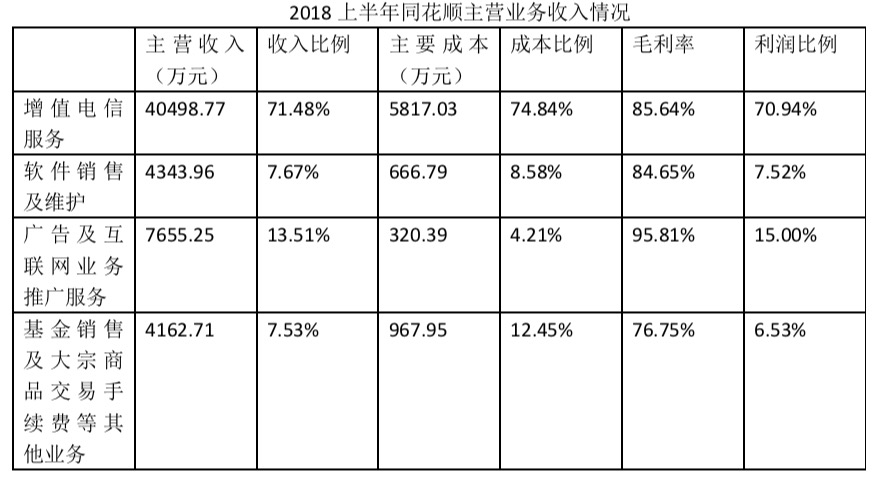 2018 上半年同花顺主营业务收入情况
主营收入 收入比例 主要成本 成本比例 毛利率 利润比例
（万元） （万元）
增值电信 40498.77 71.48% 5817.03 74.84% 85.64% 70.94%
服务
软件销售 4343.96 7.67% 666.79 8.58% 84.65% 7.52%
及维护
广告及互 7655.25 13.51% 320.39 4.21% 95.81% 15.00%
联网业务
推广服务
基金销售 4162.71 7.53% 967.95 12.45% 76.75% 6.53%
及大宗商
品交易手
续费等其
他业务